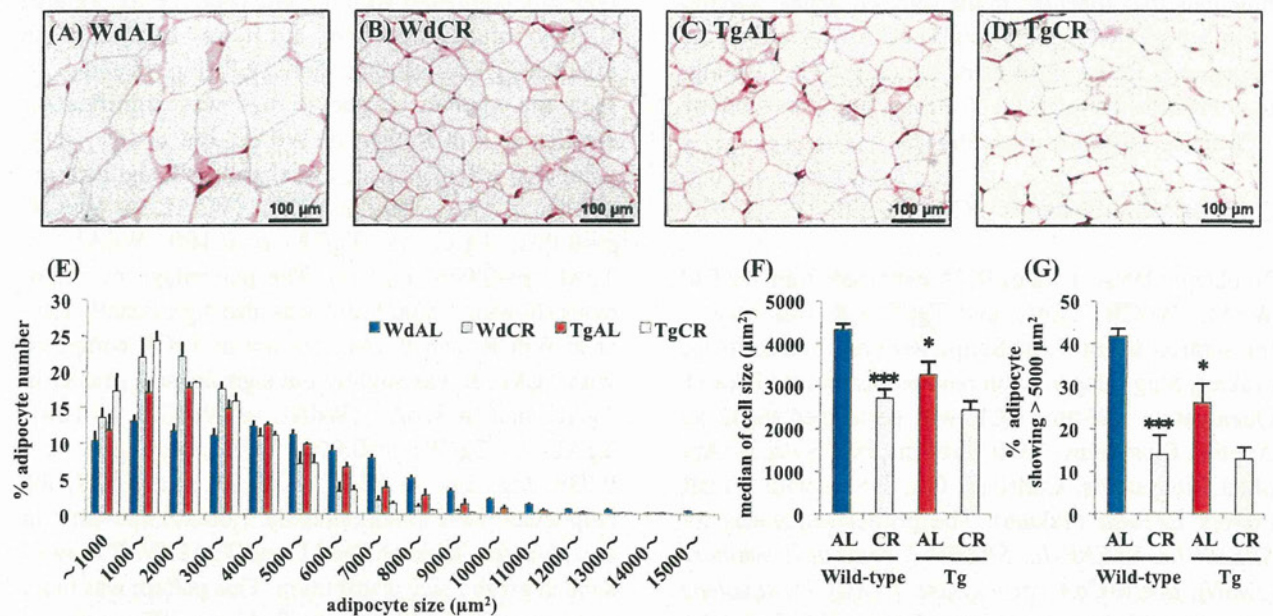 (A) WdAL
(B) WdCR
(C) TgAL
(D) TgCR
100 μm
100 μm
100 μm
100 μm
(E)
% adipocyte number
30
25
20
15
10
5
0
WdAL
WdCR
TgAL
TgCR
~1000
1000~
2000~
3000~
4000~
5000~
6000~
7000~
8000~
9000~
10000~
11000~
12000~
13000~
14000~
15000~
adipocyte size (μm²)
(F)
median of cell size (μm²)
5000
4000
3000
2000
1000
0
***
*
AL CR AL CR
Wild-type Tg
(G)
% adipocyte
showing > 5000 μm²
50
40
30
20
10
0
***
*
AL CR AL CR
Wild-type Tg